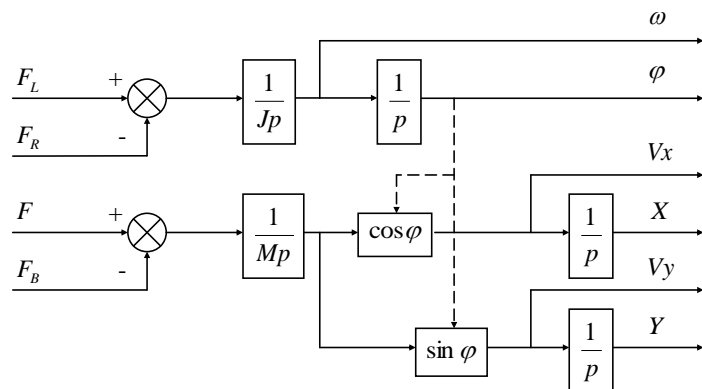 ω
F_L + 1/Jp 1/p φ
F_R -
Vx
F + 1/Mp cosφ 1/p X
F_B - Vy
sin φ 1/p Y